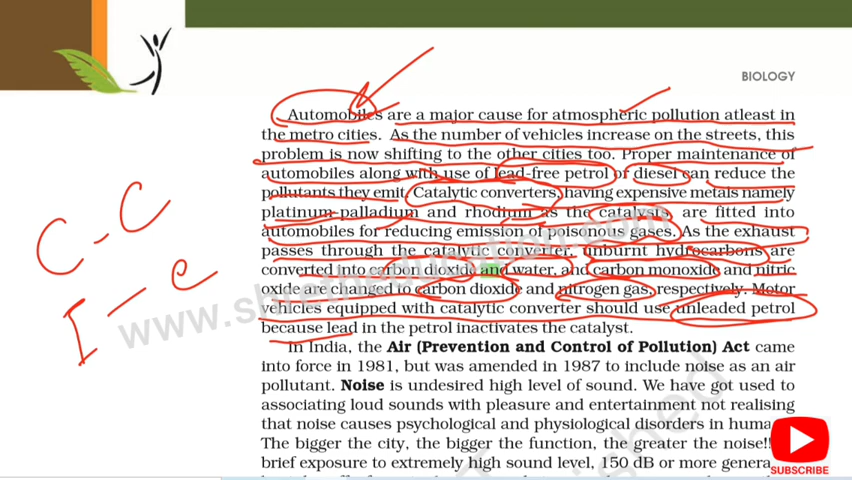 BIOLOGY
Automobiles are a major cause for atmospheric pollution atleast in
the metro cities. As the number of vehicles increase on the streets, this
problem is now shifting to the other cities too. Proper maintenance of
automobiles along with use of lead-free petrol or diesel can reduce the
pollutants they emit. Catalytic converters, having expensive metals namely
platinum-palladium and rhodium as the catalysts, are fitted into
automobiles for reducing emission of poisonous gases. As the exhaust
passes through the catalytic converter, unburnt hydrocarbons are
converted into carbon dioxide and water, and carbon monoxide and nitric
oxide are changed to carbon dioxide and nitrogen gas, respectively. Motor
vehicles equipped with catalytic converter should use unleaded petrol
because lead in the petrol inactivates the catalyst.
In India, the Air (Prevention and Control of Pollution) Act came
into force in 1981, but was amended in 1987 to include noise as an air
pollutant. Noise is undesired high level of sound. We have got used to
associating loud sounds with pleasure and entertainment not realising
that noise causes psychological and physiological disorders in huma
The bigger the city, the bigger the function, the greater the noise!!
brief exposure to extremely high sound level, 150 dB or more genera
C-C
I-e
SUBSCRIBE